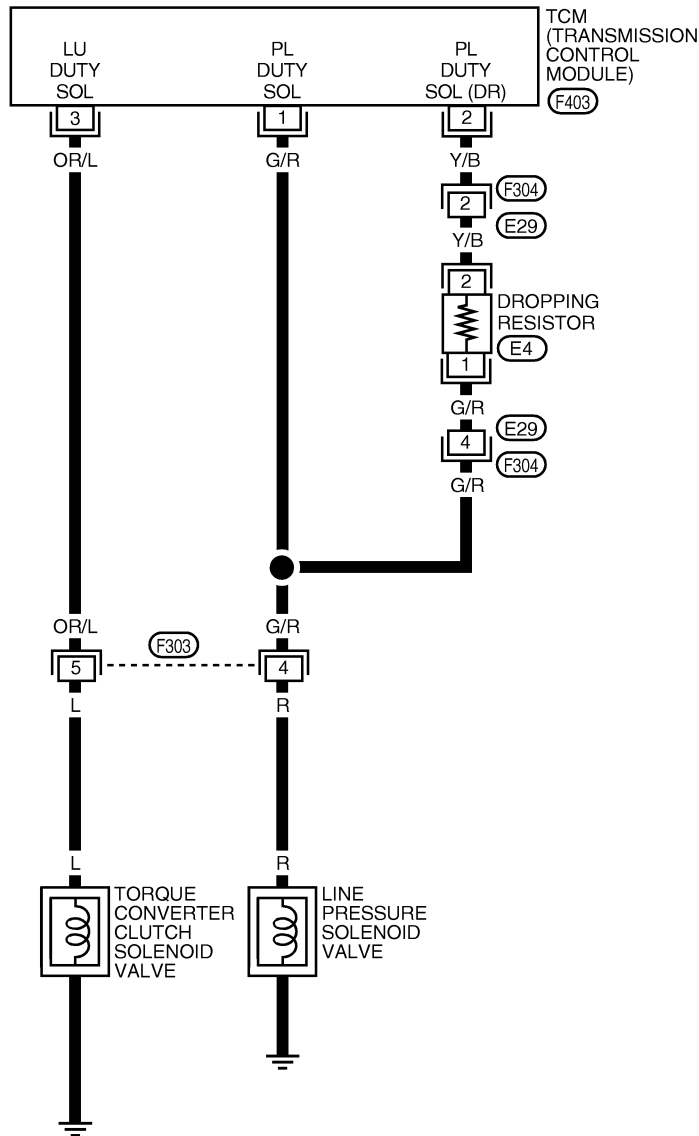 TCM
(TRANSMISSION
CONTROL
MODULE)
F403
LU
DUTY
SOL
PL
DUTY
SOL
PL
DUTY
SOL (DR)
3
1
2
OR/L
G/R
Y/B
F304
2
E29
Y/B
2
DROPPING
RESISTOR
E4
1
G/R
E29
4
F304
G/R
OR/L
F303
G/R
5
4
L
R
L
R
TORQUE
CONVERTER
CLUTCH
SOLENOID
VALVE
LINE
PRESSURE
SOLENOID
VALVE